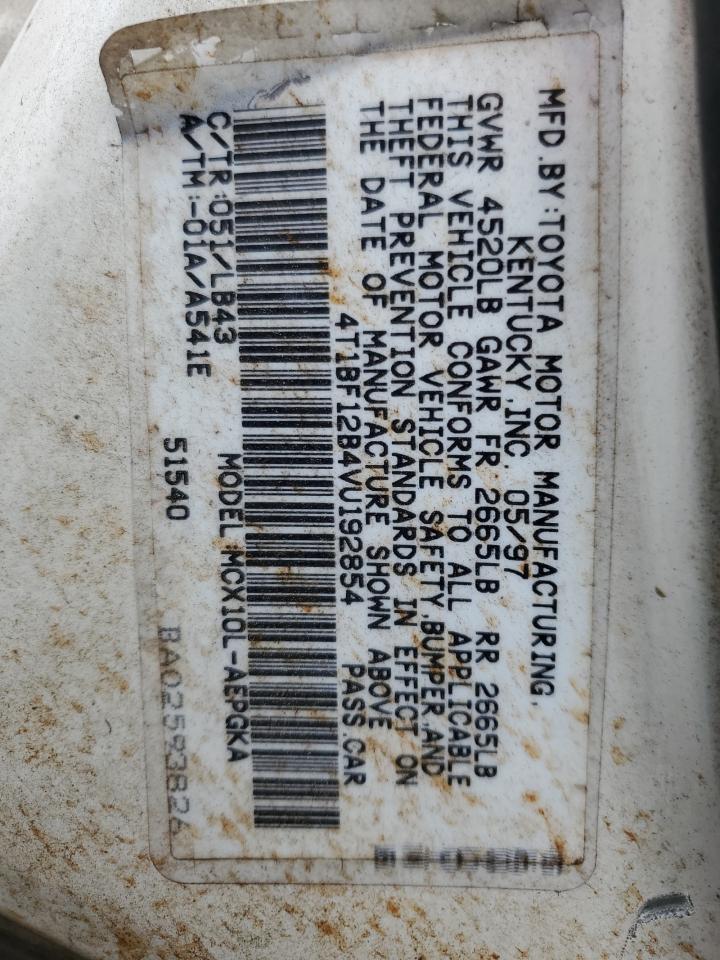 MFD.BY:TOYOTA MOTOR MANUFACTURING,
KENTUCKY,INC. 05/97
GVWR 4520LB GAWR FR 2665LB RR 2665LB
THIS VEHICLE CONFORMS TO ALL APPLICABLE
FEDERAL MOTOR VEHICLE SAFETY,BUMPER,AND
THEFT PREVENTION STANDARDS IN EFFECT ON
THE DATE OF MANUFACTURE SHOWN ABOVE
4T1BF12B4VU192854 PASS.CAR
C/TR:051/LB43 MODEL:MCX10L-AEPGKA
A/TM:-01A/A541E 51540
BA0259382A